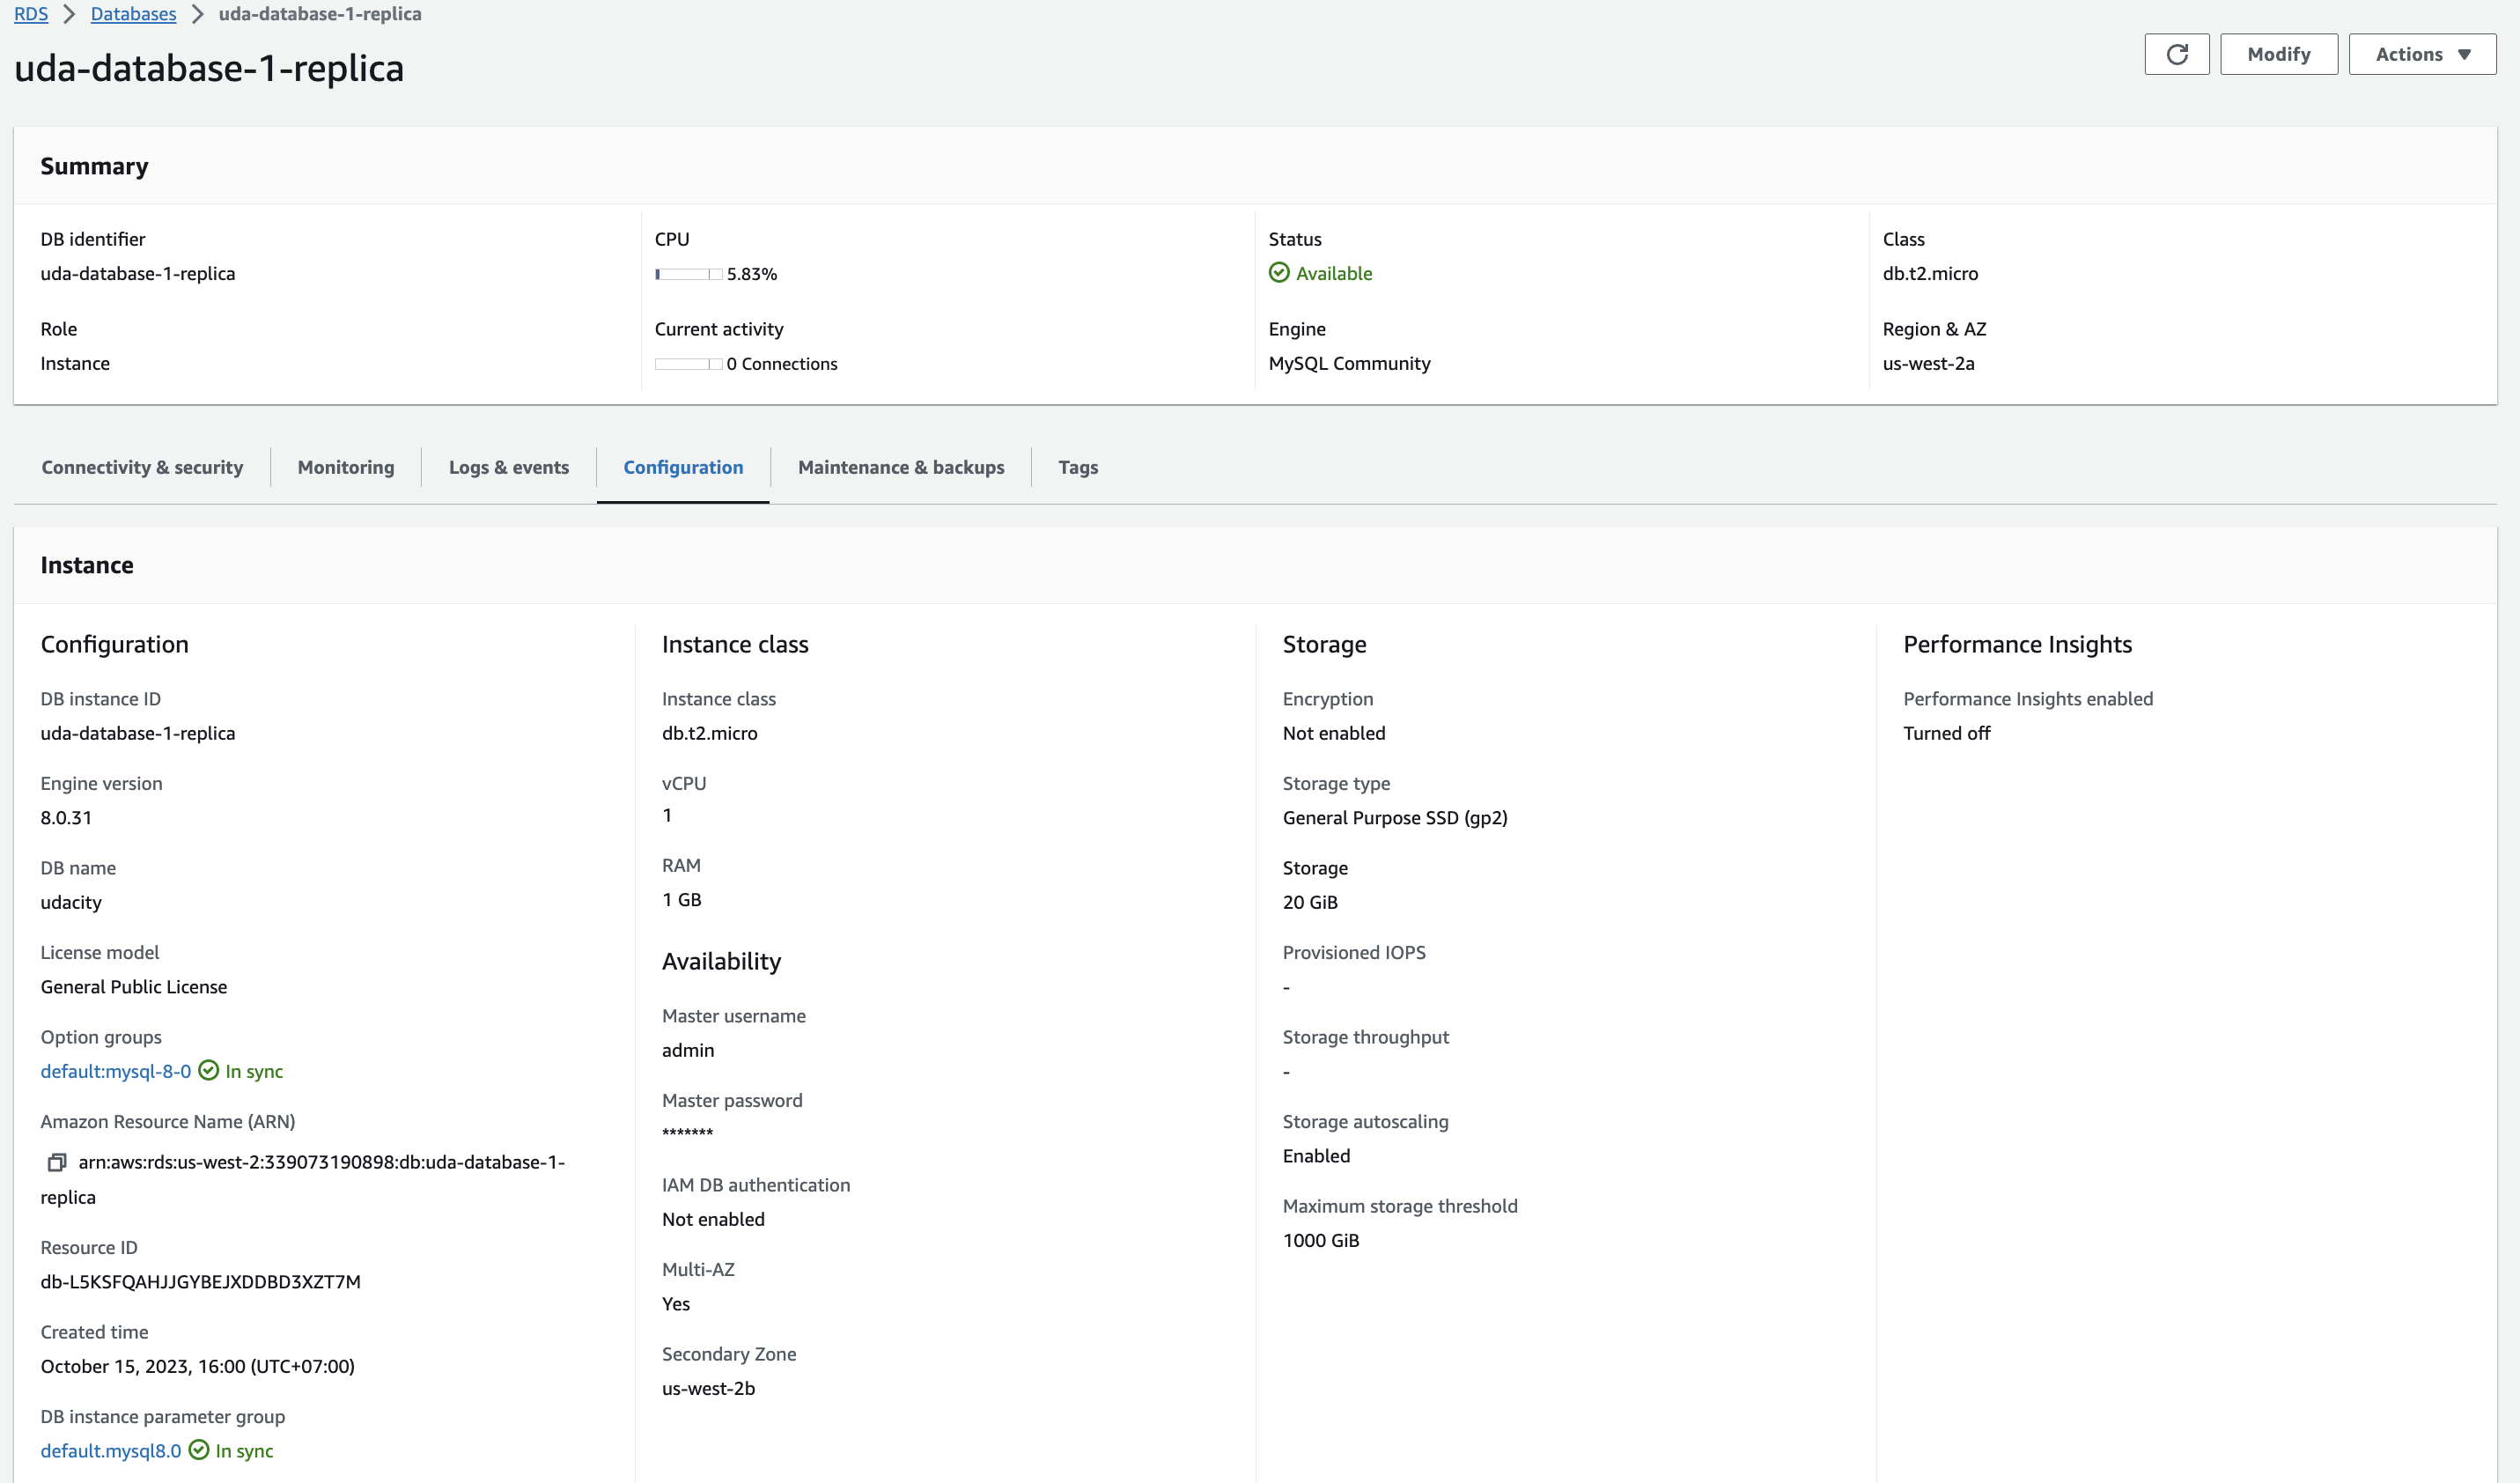 RDS > Databases > uda-database-1-replica
uda-database-1-replica
Modify
Actions
Summary
DB identifier
uda-database-1-replica
Role
Instance
CPU
5.83%
Current activity
0 Connections
Status
Available
Engine
MySQL Community
Class
db.t2.micro
Region & AZ
us-west-2a
Connectivity & security
Monitoring
Logs & events
Configuration
Maintenance & backups
Tags
Instance
Configuration
DB instance ID
uda-database-1-replica
Engine version
8.0.31
DB name
udacity
License model
General Public License
Option groups
default:mysql-8-0 In sync
Amazon Resource Name (ARN)
arn:aws:rds:us-west-2:339073190898:db:uda-database-1-
replica
Resource ID
db-L5KSFQAHJJGYBEJXDDBD3XZT7M
Created time
October 15, 2023, 16:00 (UTC+07:00)
DB instance parameter group
default.mysql8.0 In sync
Instance class
Instance class
db.t2.micro
vCPU
1
RAM
1 GB
Availability
Master username
admin
Master password
*******
IAM DB authentication
Not enabled
Multi-AZ
Yes
Secondary Zone
us-west-2b
Storage
Encryption
Not enabled
Storage type
General Purpose SSD (gp2)
Storage
20 GiB
Provisioned IOPS
-
Storage throughput
-
Storage autoscaling
Enabled
Maximum storage threshold
1000 GiB
Performance Insights
Performance Insights enabled
Turned off